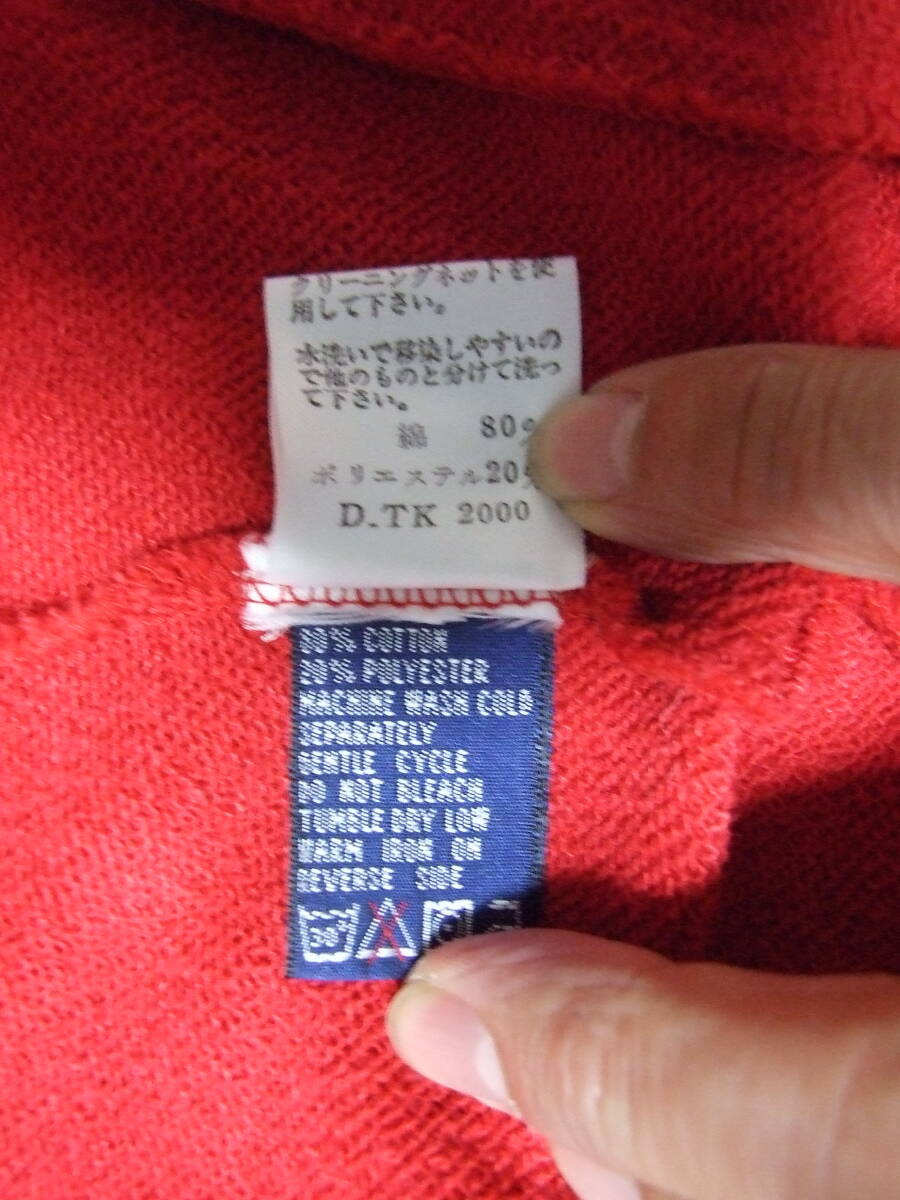 クリーニングネットを使
用して下さい。
水洗いで移染しやすいの
で他のものと分けて洗っ
て下さい。
綿 80%
ポリエステル20%
D.TK 2000
80% COTTON
20% POLYESTER
MACHINE WASH COLD
SEPARATELY
GENTLE CYCLE
DO NOT BLEACH
TUMBLE DRY LOW
WARM IRON ON
REVERSE SIDE
30°